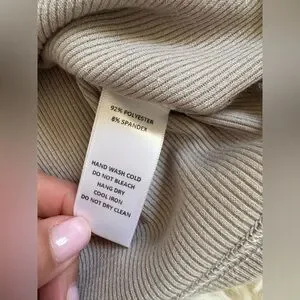 92% POLYESTER
8% SPANDEX
HAND WASH COLD
DO NOT BLEACH
HANG DRY
COOL IRON
DO NOT DRY CLEAN